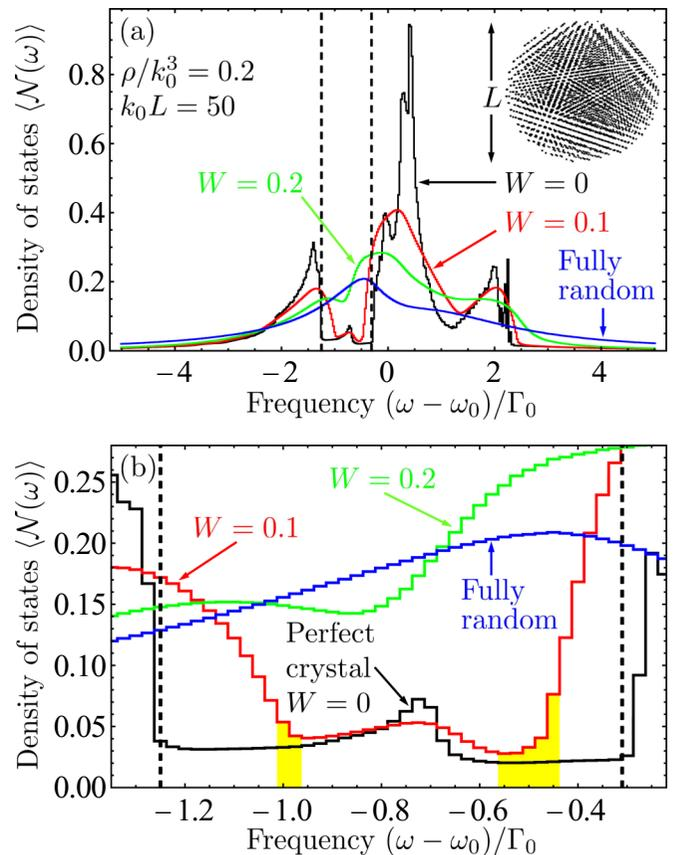 (a)
ρ/k₀³ = 0.2
k₀L = 50
L
W = 0
W = 0.2
W = 0.1
Fully
random
Density of states ⟨𝒩(ω)⟩
0.8
0.6
0.4
0.2
0.0
−4 −2 0 2 4
Frequency (ω − ω₀)/Γ₀
(b)
W = 0.2
W = 0.1
Fully
random
Perfect
crystal
W = 0
Density of states ⟨𝒩(ω)⟩
0.25
0.20
0.15
0.10
0.05
0.00
−1.2 −1.0 −0.8 −0.6 −0.4
Frequency (ω − ω₀)/Γ₀